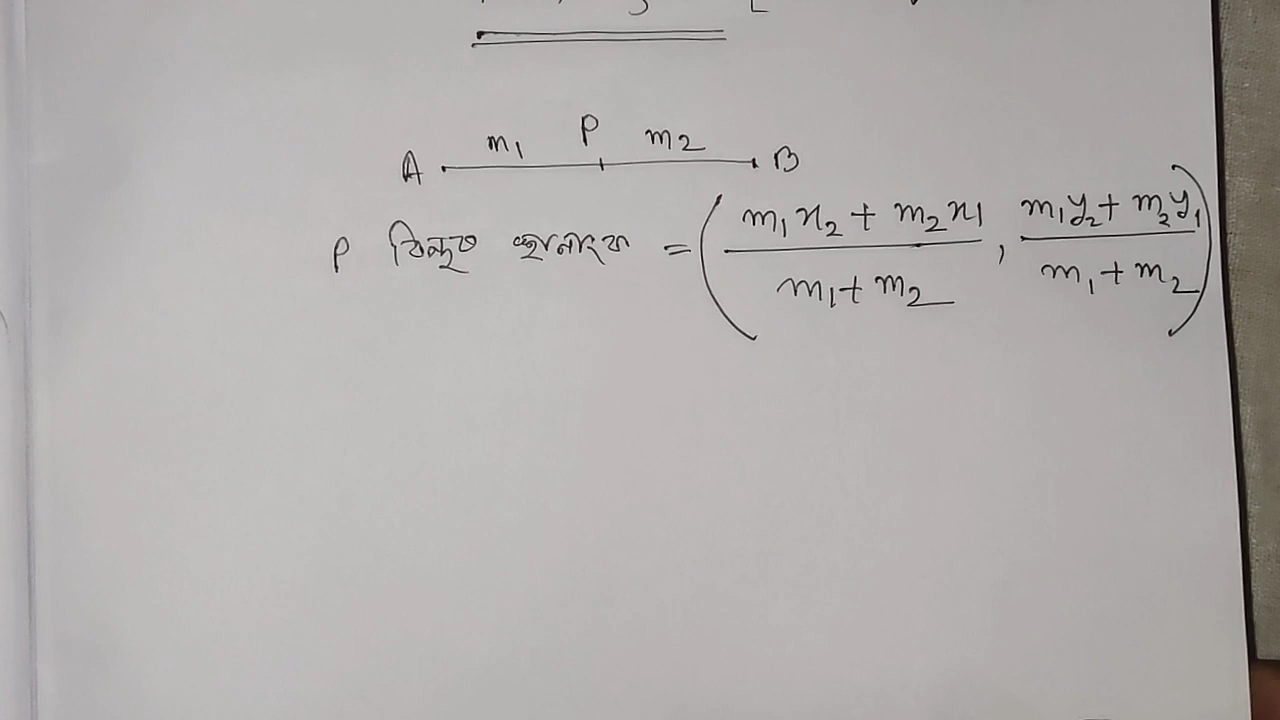 m₁ P m₂
A B
P বিন্দুর স্থানাংক = ( (m₁x₂ + m₂x₁) / (m₁ + m₂) , (m₁y₂ + m₂y₁) / (m₁ + m₂) )